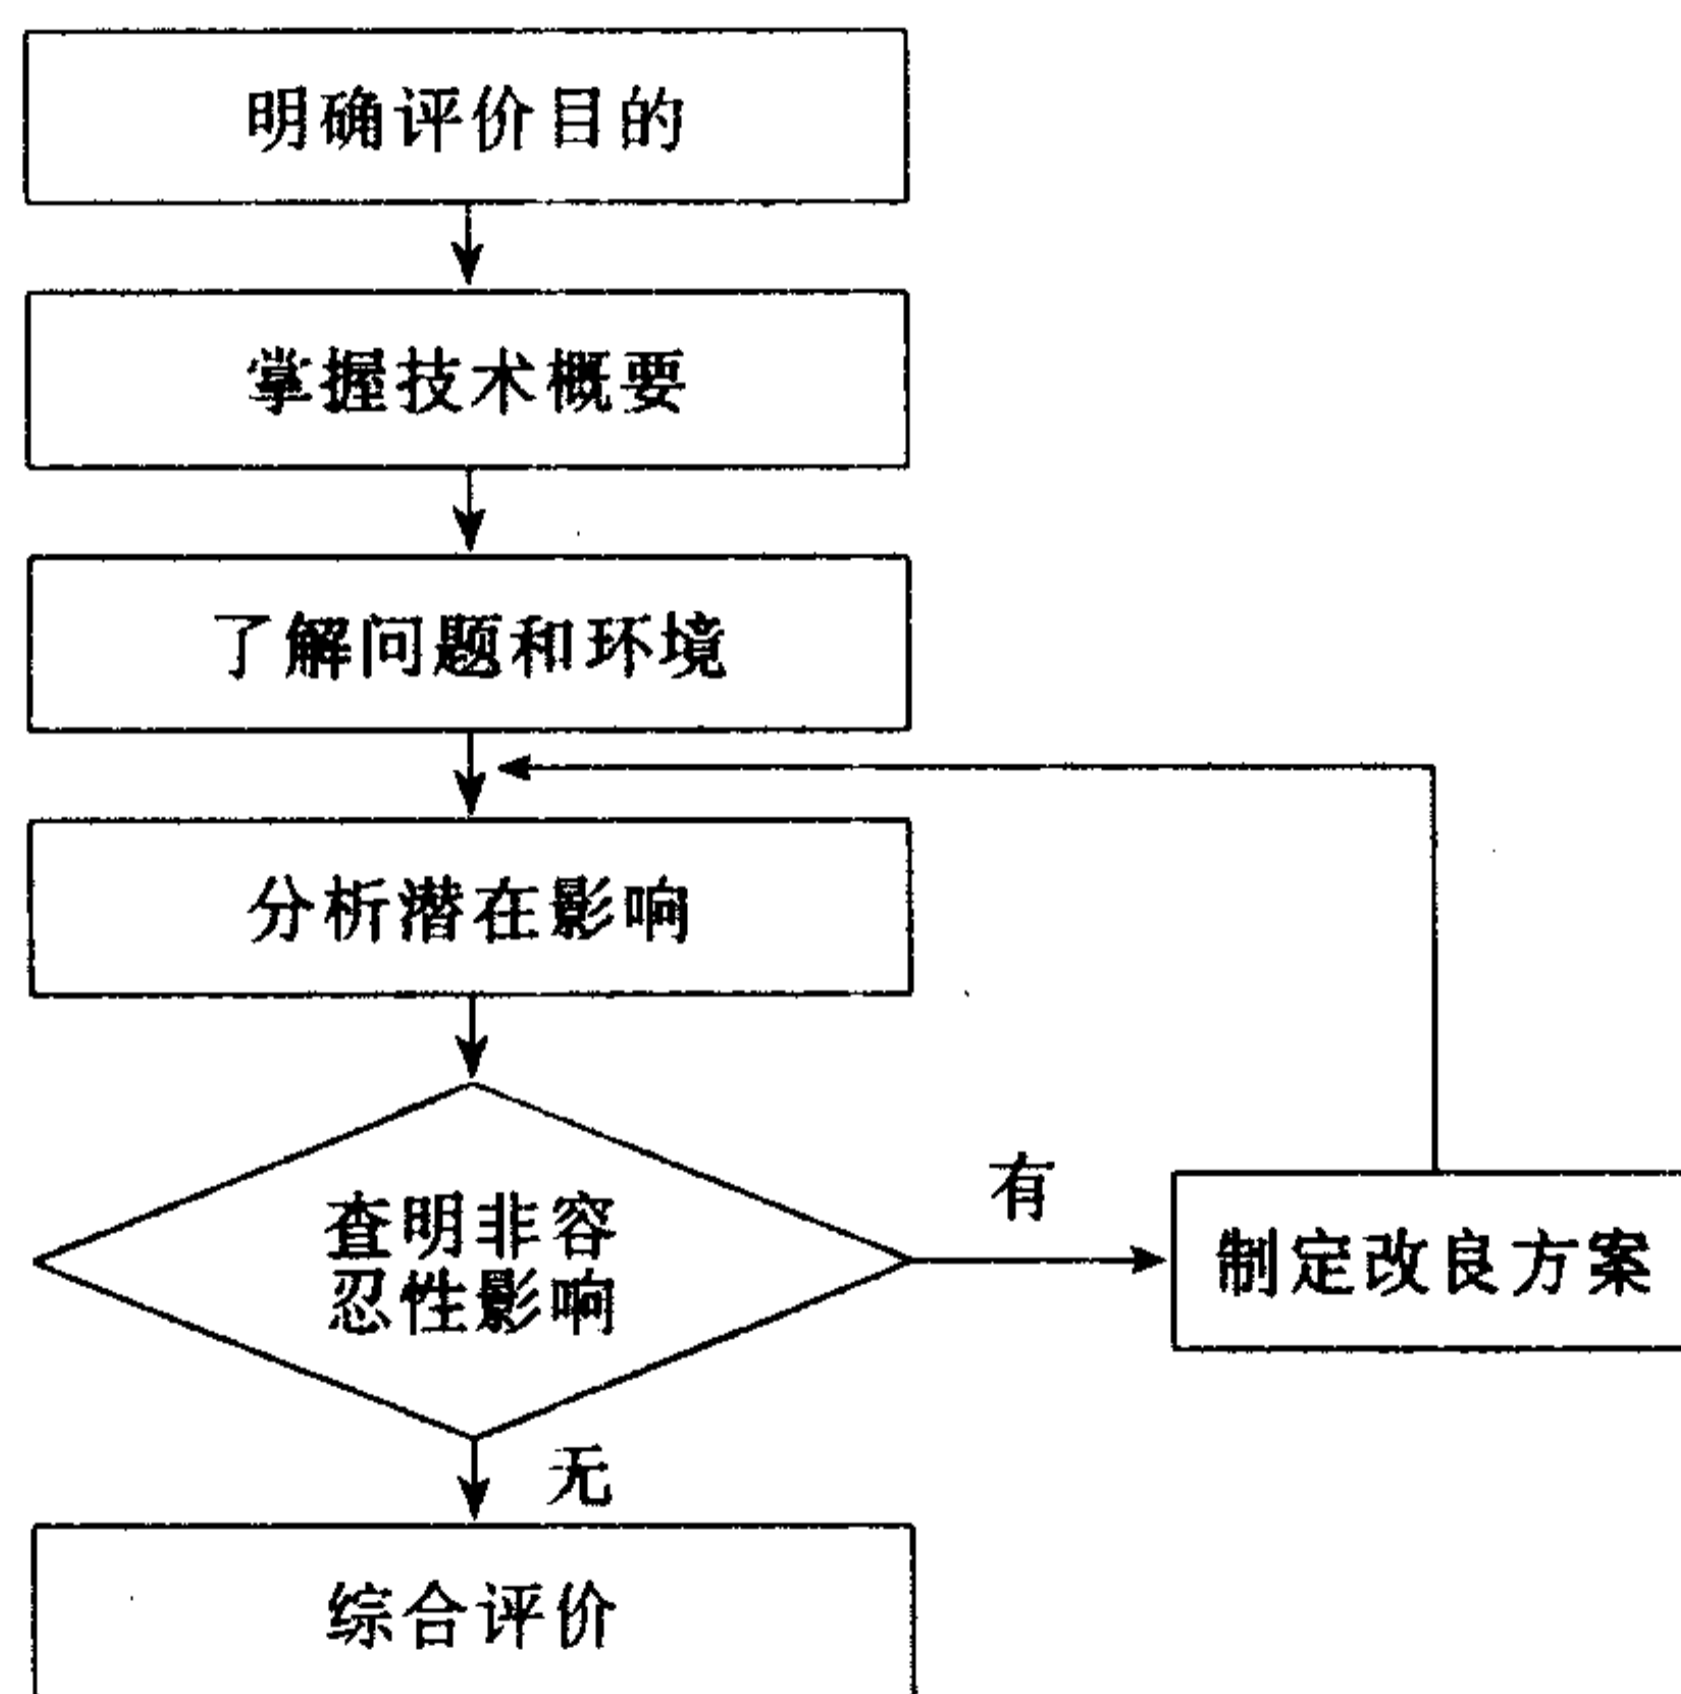 明确评价目的
掌握技术概要
了解问题和环境
分析潜在影响
查明非容
忍性影响
有
制定改良方案
无
综合评价